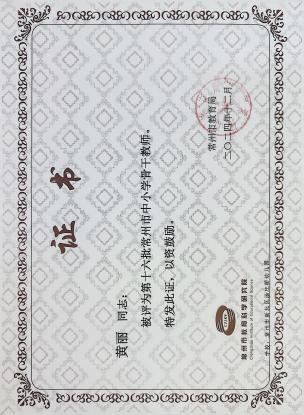 证书
黄丽 同志：
被评为第十六批常州市中小学骨干教师。
特发此证，以资鼓励。
常州市教育局
二〇二四年十二月
常州市教育科学研究院